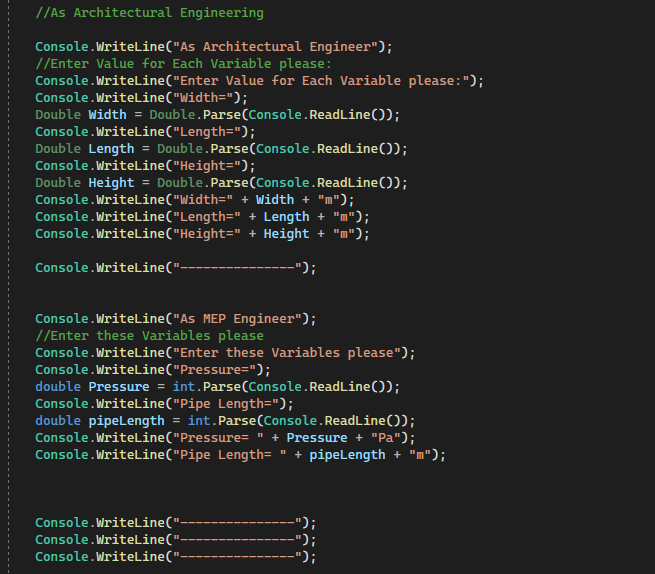 //As Architectural Engineering
Console.WriteLine("As Architectural Engineer");
//Enter Value for Each Variable please:
Console.WriteLine("Enter Value for Each Variable please:");
Console.WriteLine("Width=");
Double Width = Double.Parse(Console.ReadLine());
Console.WriteLine("Length=");
Double Length = Double.Parse(Console.ReadLine());
Console.WriteLine("Height=");
Double Height = Double.Parse(Console.ReadLine());
Console.WriteLine("Width=" + Width + "m");
Console.WriteLine("Length=" + Length + "m");
Console.WriteLine("Height=" + Height + "m");
Console.WriteLine("---------------");
Console.WriteLine("As MEP Engineer");
//Enter these Variables please
Console.WriteLine("Enter these Variables please");
Console.WriteLine("Pressure=");
double Pressure = int.Parse(Console.ReadLine());
Console.WriteLine("Pipe Length=");
double pipeLength = int.Parse(Console.ReadLine());
Console.WriteLine("Pressure= " + Pressure + "Pa");
Console.WriteLine("Pipe Length= " + pipeLength + "m");
Console.WriteLine("---------------");
Console.WriteLine("---------------");
Console.WriteLine("---------------");